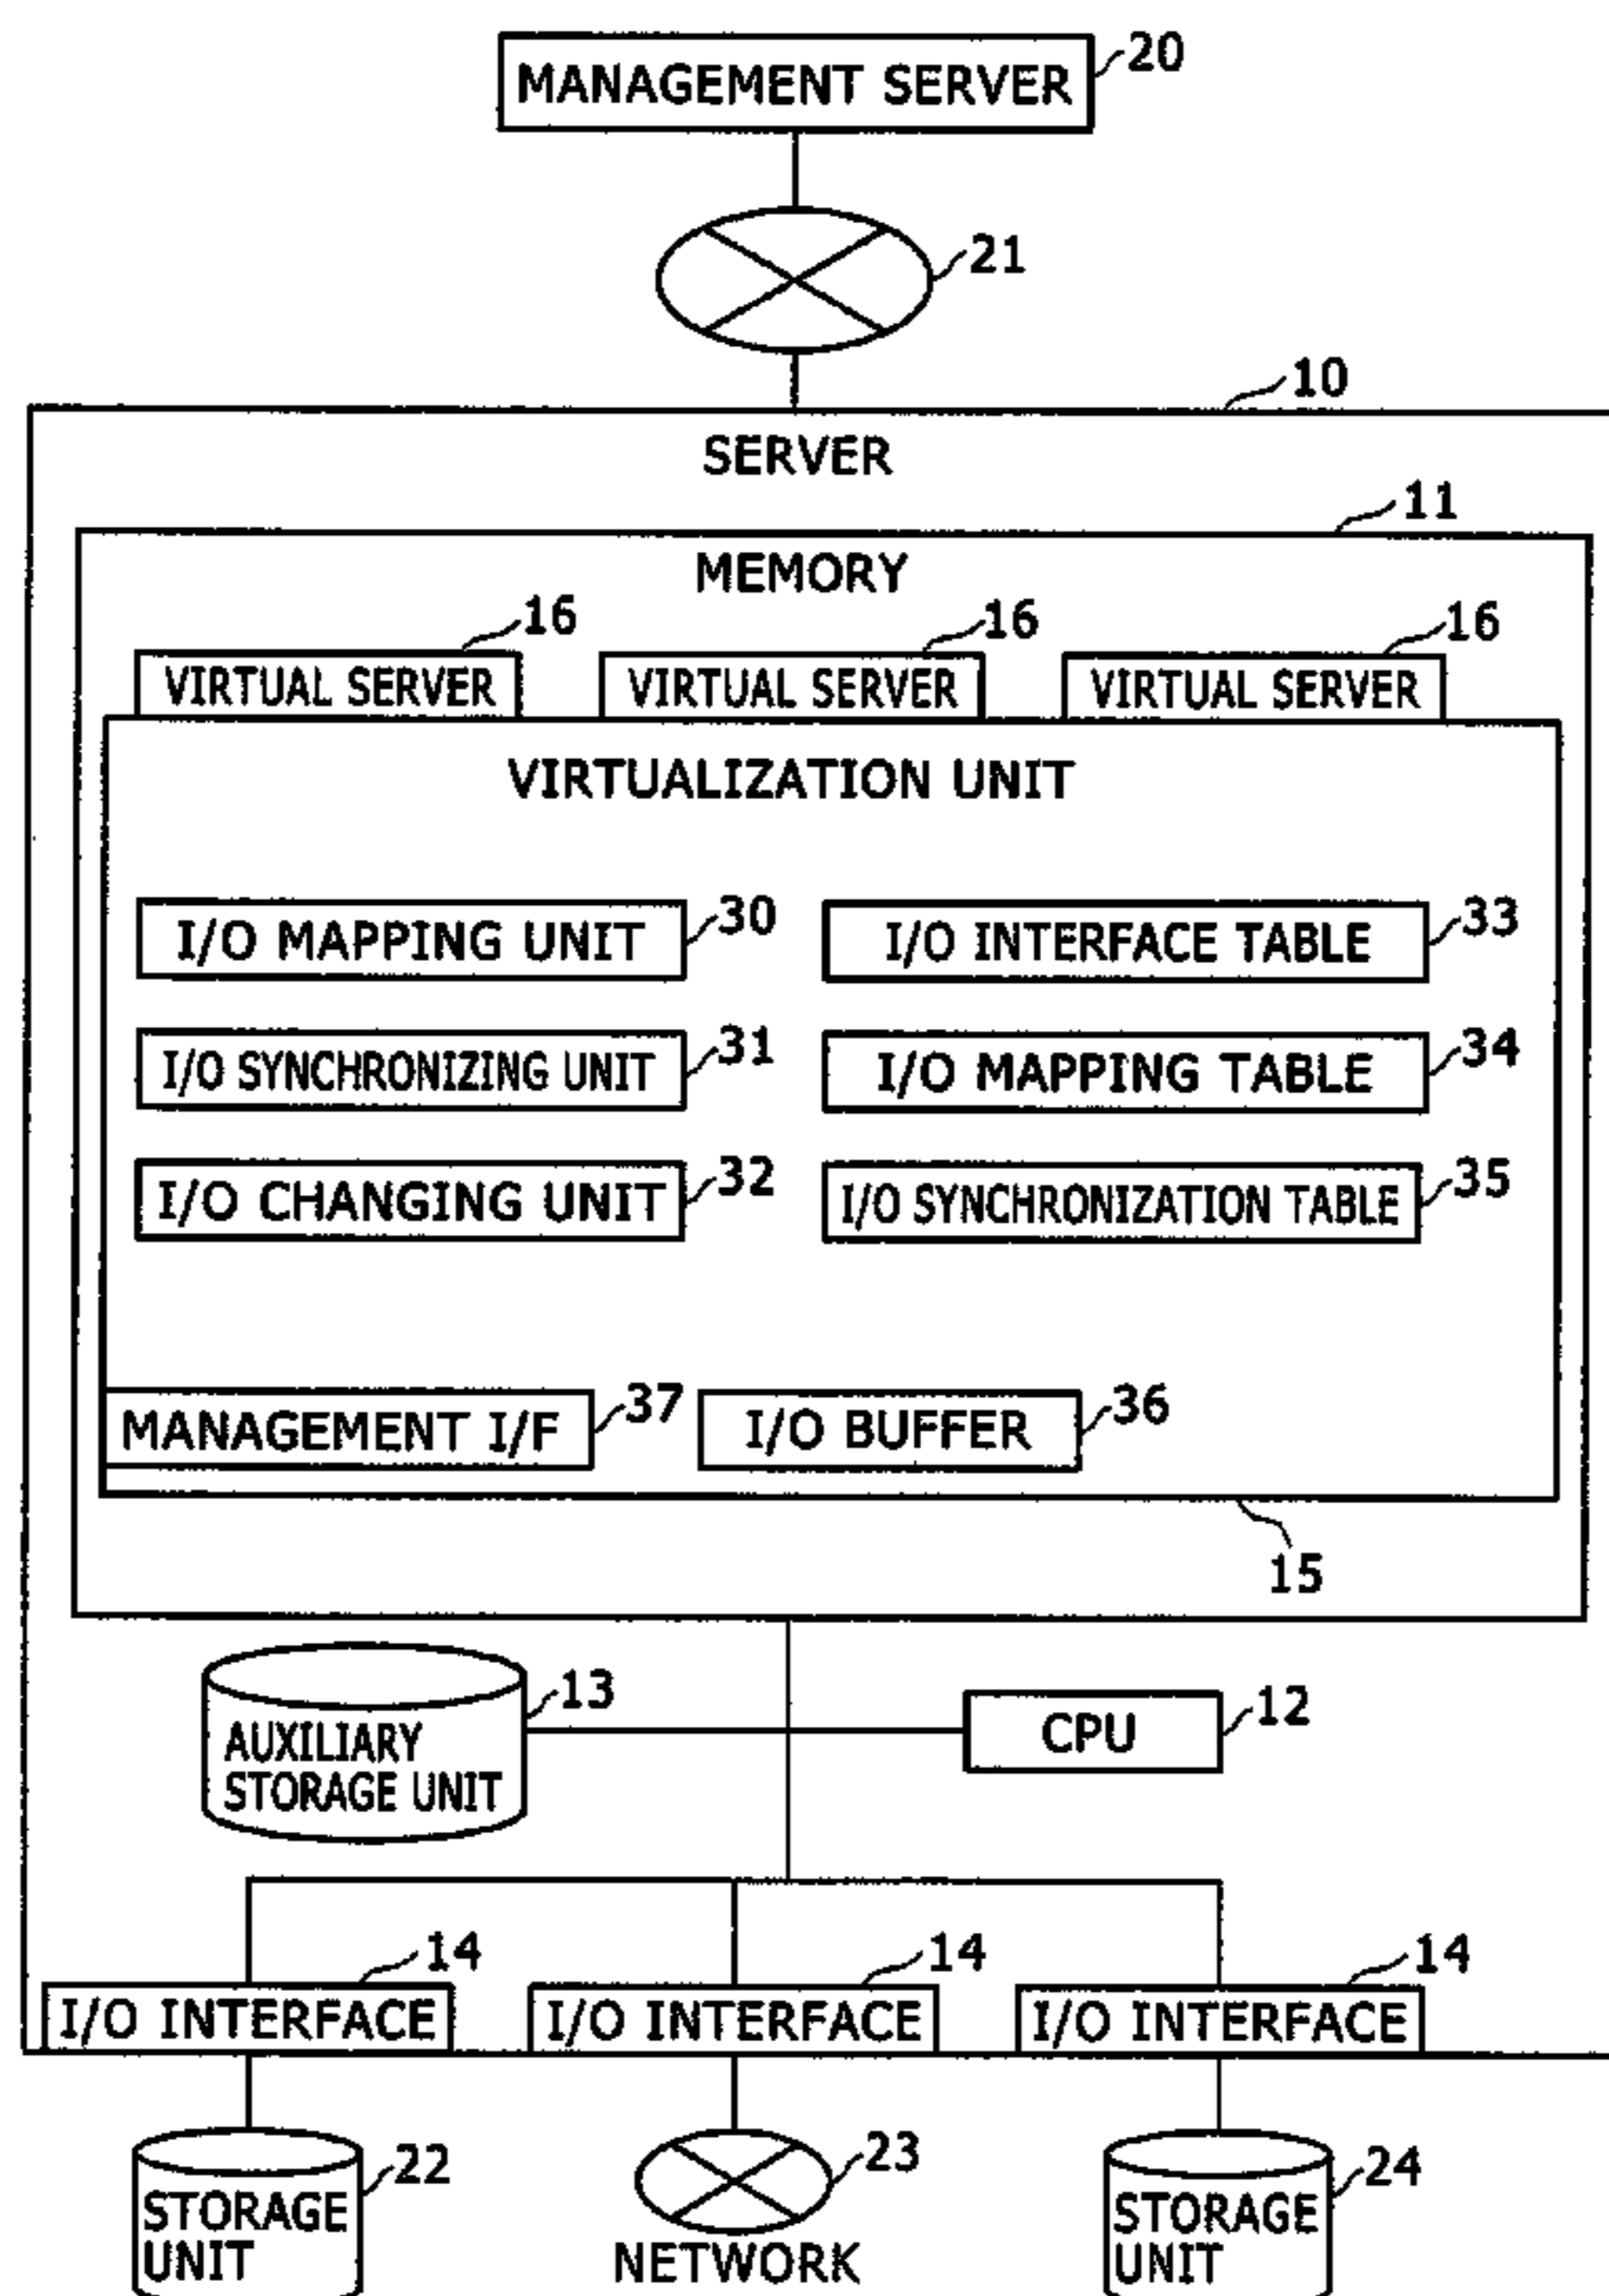 MANAGEMENT SERVER 20
21
10
SERVER
11
MEMORY
16 16 16
VIRTUAL SERVER VIRTUAL SERVER VIRTUAL SERVER
VIRTUALIZATION UNIT
I/O MAPPING UNIT 30 I/O INTERFACE TABLE 33
I/O SYNCHRONIZING UNIT 31 I/O MAPPING TABLE 34
I/O CHANGING UNIT 32 I/O SYNCHRONIZATION TABLE 35
MANAGEMENT I/F 37 I/O BUFFER 36
15
13
AUXILIARY
STORAGE UNIT
CPU 12
14 14 14
I/O INTERFACE I/O INTERFACE I/O INTERFACE
22
STORAGE
UNIT
23
NETWORK
24
STORAGE
UNIT